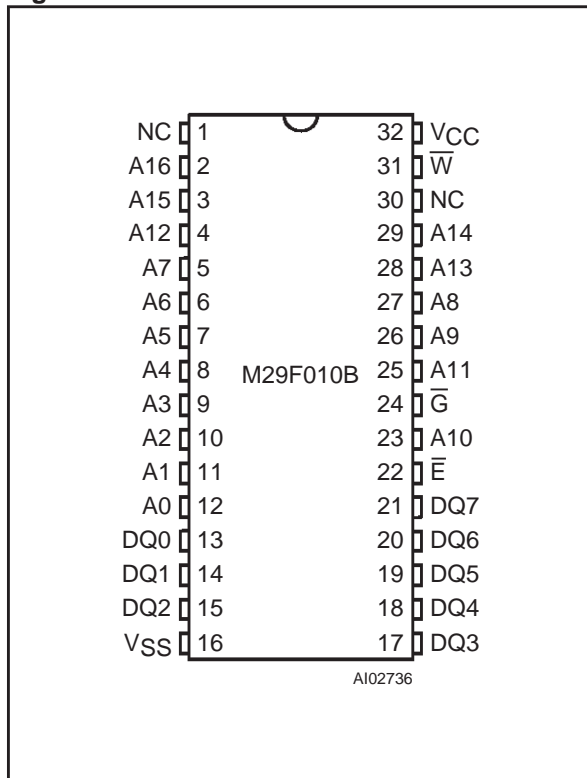 NC 1 32 VCC
A16 2 31 W̅
A15 3 30 NC
A12 4 29 A14
A7 5 28 A13
A6 6 27 A8
A5 7 26 A9
A4 8 M29F010B 25 A11
A3 9 24 G̅
A2 10 23 A10
A1 11 22 E̅
A0 12 21 DQ7
DQ0 13 20 DQ6
DQ1 14 19 DQ5
DQ2 15 18 DQ4
VSS 16 17 DQ3
AI02736